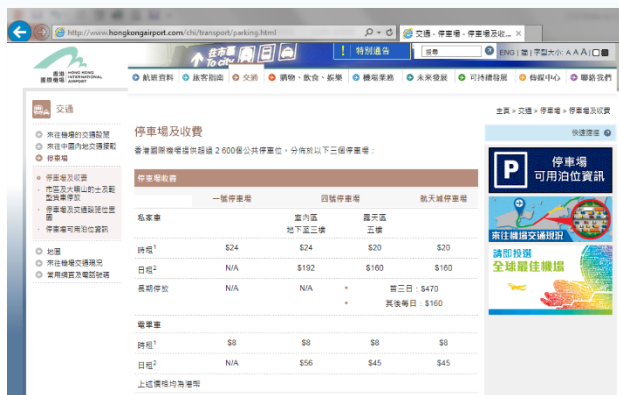 http://www.hongkongairport.com/chi/transport/parking.html
交通 - 停車場 - 停車場及收...
香港國際機場 HONG KONG INTERNATIONAL AIRPORT
在市區
To city
! 特別通告
搜尋
ENG | 简 | 字型大小: A A A
航班資料 旅客指南 交通 購物、飲食、娛樂 機場業務 未來發展 可持續發展 傳媒中心 聯絡我們
主頁 > 交通 > 停車場 > 停車場及收費
交通
快速捷徑
來往機場的交通設施
來往中國內地交通接駁
停車場
停車場及收費
市區及大嶼山的士及輕型貨車停放
停車場及交通設施位置圖
停車場可用泊位資訊
地圖
來往機場交通現況
常用網頁及電話號碼
停車場及收費
香港國際機場提供超過 2 600個公共停車位，分佈於以下三個停車場：
停車場收費
一號停車場 四號停車場 航天城停車場
私家車 室內區 露天區
地下至三樓 五樓
時租1 $24 $24 $20 $20
日租2 N/A $192 $160 $160
長期停放 N/A N/A * 首三日：$470
* 其後每日：$160
電單車
時租1 $8 $8 $8 $8
日租2 N/A $56 $45 $45
上述價格均為港幣
P 停車場
可用泊位資訊
來往機場交通現況
請即投選
全球最佳機場